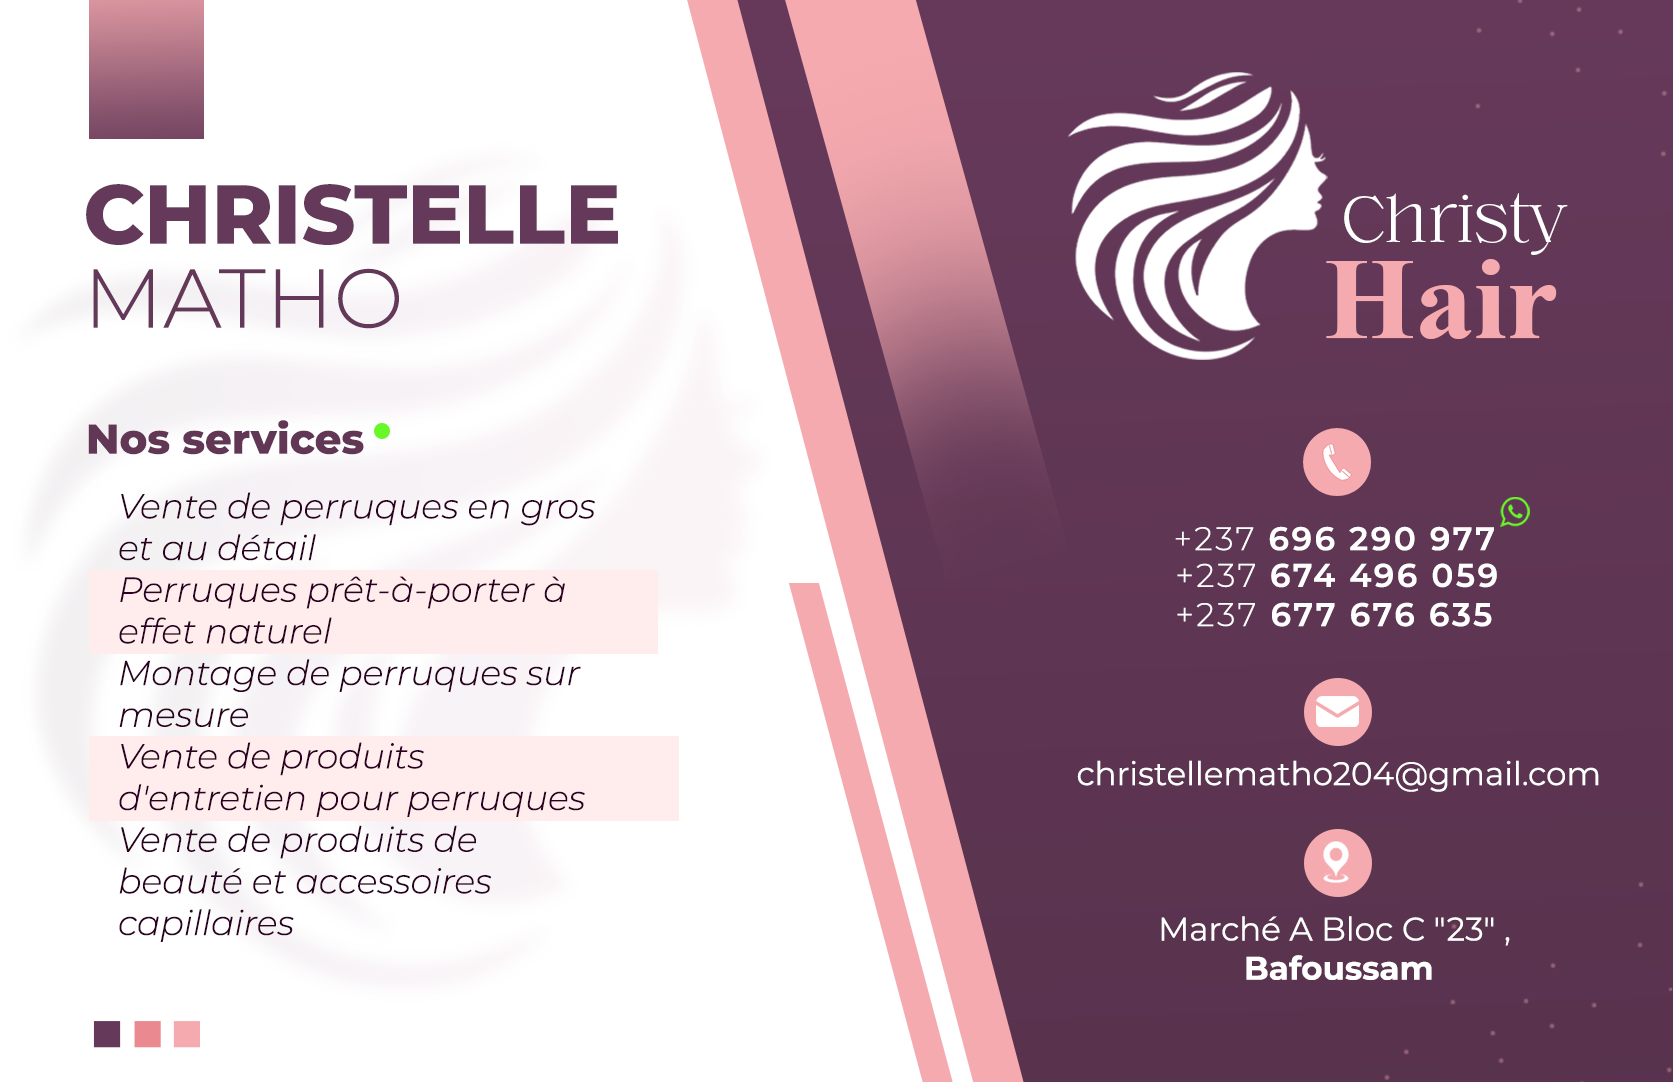 CHRISTELLE
MATHO
Nos services
Vente de perruques en gros
et au détail
Perruques prêt-à-porter à
effet naturel
Montage de perruques sur
mesure
Vente de produits
d'entretien pour perruques
Vente de produits de
beauté et accessoires
capillaires
Christy
Hair
+237 696 290 977
+237 674 496 059
+237 677 676 635
christellematho204@gmail.com
Marché A Bloc C "23" ,
Bafoussam